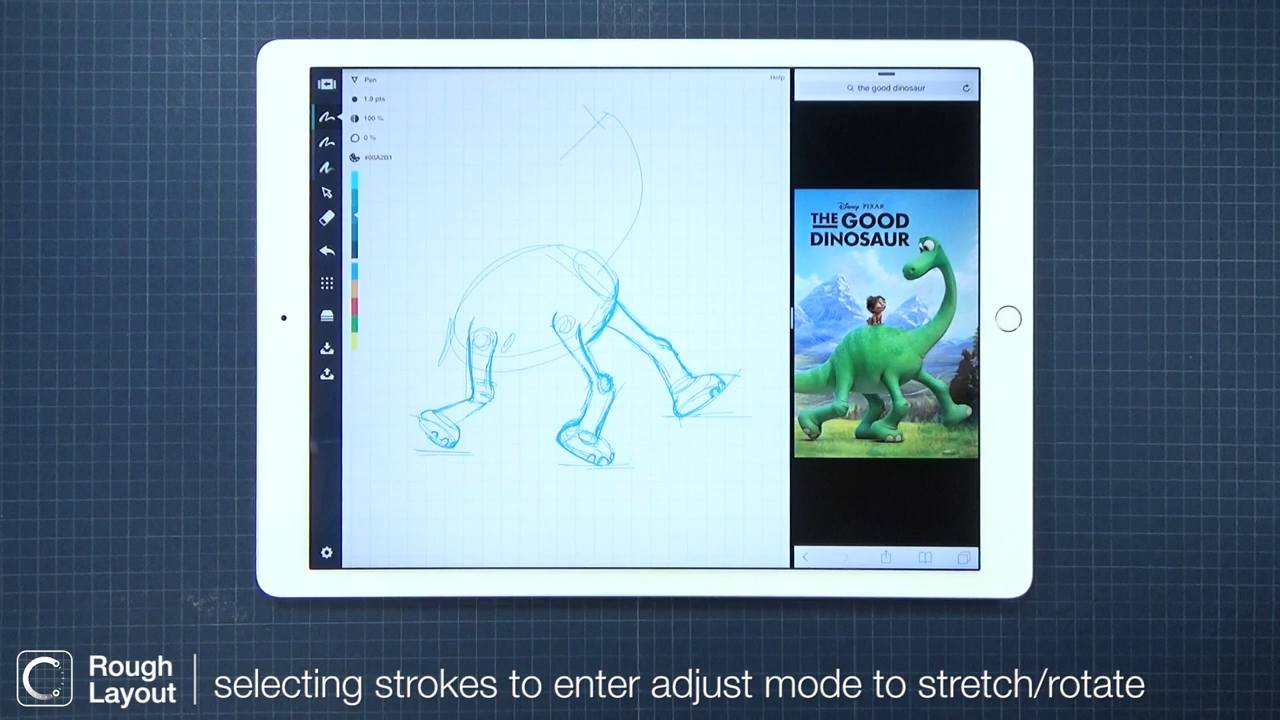 Pen
Help
1.9 pts
100 %
0 %
#00A2B1
the good dinosaur
Disney PIXAR
THE GOOD
DINOSAUR
Rough
Layout
selecting strokes to enter adjust mode to stretch/rotate